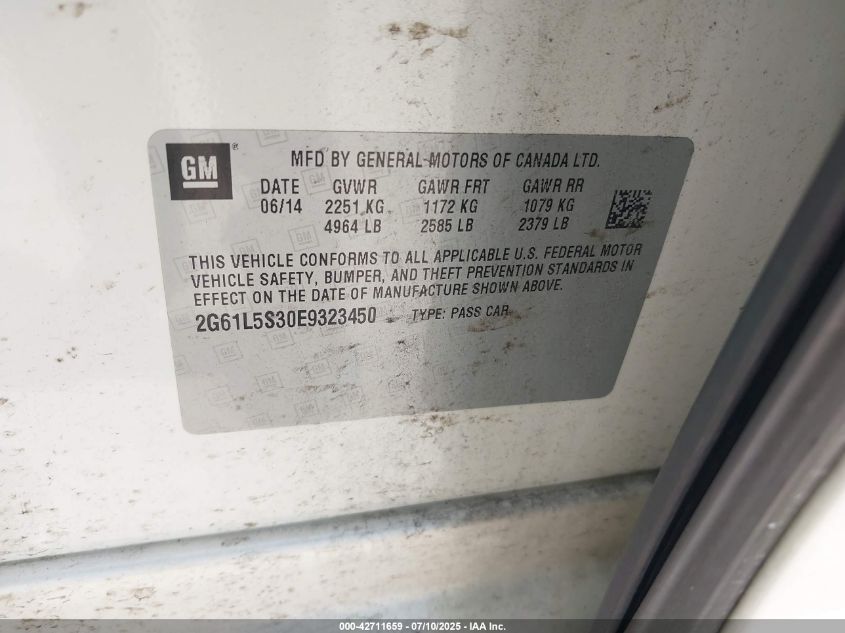 GM®
MFD BY GENERAL MOTORS OF CANADA LTD.
DATE GVWR GAWR FRT GAWR RR
06/14 2251 KG 1172 KG 1079 KG
4964 LB 2585 LB 2379 LB
THIS VEHICLE CONFORMS TO ALL APPLICABLE U.S. FEDERAL MOTOR
VEHICLE SAFETY, BUMPER, AND THEFT PREVENTION STANDARDS IN
EFFECT ON THE DATE OF MANUFACTURE SHOWN ABOVE.
2G61L5S30E9323450 TYPE: PASS CAR
000-42711659 - 07/10/2025 - IAA Inc.